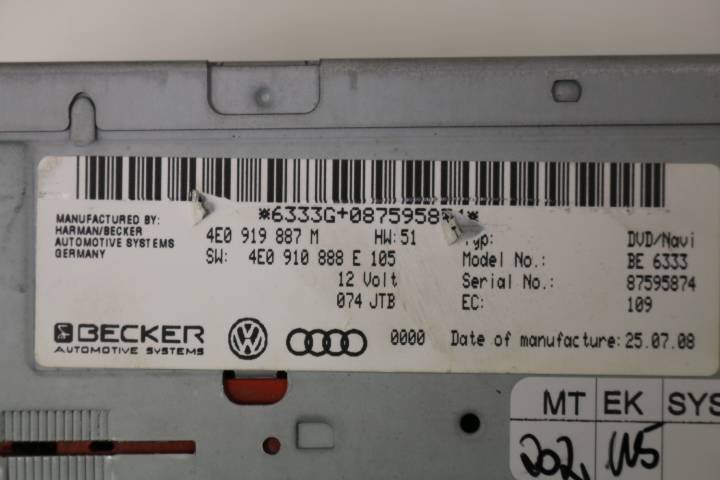 *6333G+0875958
MANUFACTURED BY:
HARMAN/BECKER
AUTOMOTIVE SYSTEMS
GERMANY
4E0 919 887 M HW: 51
SW: 4E0 910 888 E 105
12 Volt
074 JTB
Typ: DVD/Navi
Model No.: BE 6333
Serial No.: 87595874
EC: 109
BECKER
AUTOMOTIVE SYSTEMS
0000 Date of manufacture: 25.07.08
MT EK SYS